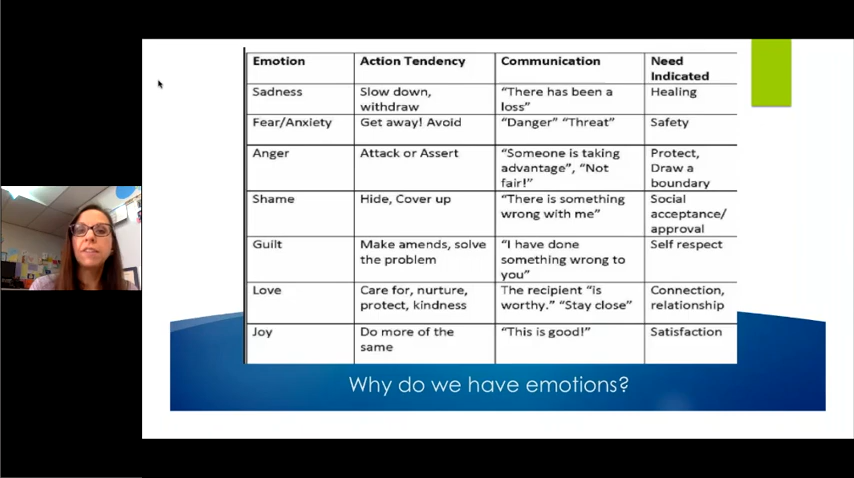 Emotion Action Tendency Communication Need Indicated
Sadness Slow down, withdraw "There has been a loss" Healing
Fear/Anxiety Get away! Avoid "Danger" "Threat" Safety
Anger Attack or Assert "Someone is taking advantage", "Not fair!" Protect, Draw a boundary
Shame Hide, Cover up "There is something wrong with me" Social acceptance/ approval
Guilt Make amends, solve the problem "I have done something wrong to you" Self respect
Love Care for, nurture, protect, kindness The recipient "is worthy." "Stay close" Connection, relationship
Joy Do more of the same "This is good!" Satisfaction
Why do we have emotions?